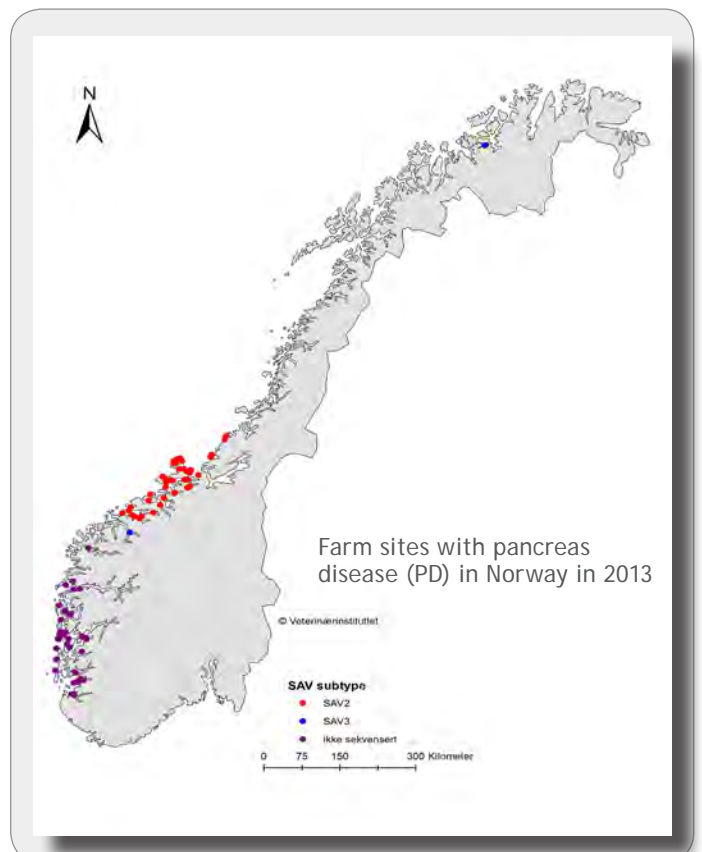 N
Farm sites with pancreas
disease (PD) in Norway in 2013
© Veterinærinstituttet
SAV subtype
SAV2
SAV3
ikke sekvensert
0 75 150 300 Kilometer